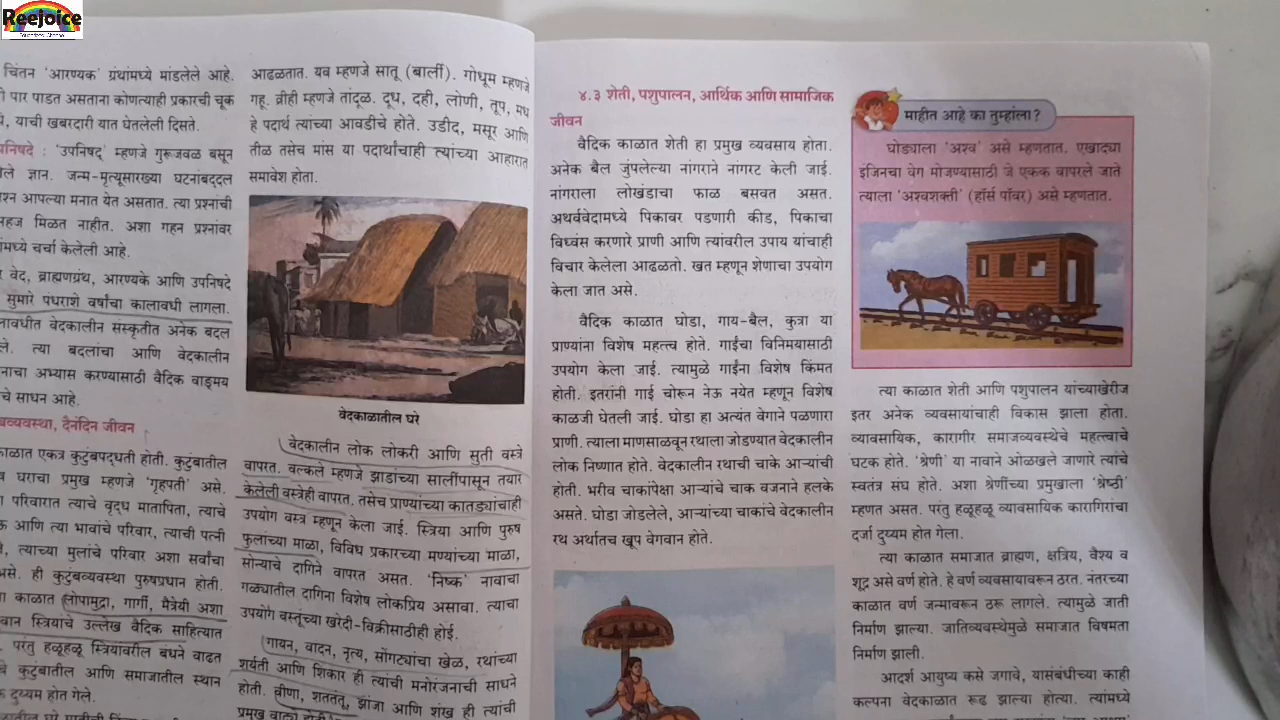 Reejoice
चिंतन 'आरण्यक' ग्रंथांमध्ये मांडलेले आहे.
पार पाडत असताना कोणत्याही प्रकारची चूक
याची खबरदारी यात घेतलेली दिसते.
'उपनिषद्' म्हणजे गुरूजवळ बसून
ज्ञान. जन्म-मृत्यूसारख्या घटनांबद्दल
आपल्या मनात येत असतात. त्या प्रश्नांची
सहज मिळत नाहीत. अशा गहन प्रश्नांवर
चर्चा केलेली आहे.
वेद, ब्राह्मणग्रंथ, आरण्यके आणि उपनिषदे
सुमारे पंधराशे वर्षांचा कालावधी लागला.
वेदकालीन संस्कृतीत अनेक बदल
त्या बदलांचा आणि वेदकालीन
अभ्यास करण्यासाठी वैदिक वाङ्मय
साधन आहे.
दैनंदिन जीवन
एकत्र कुटुंबपद्धती होती. कुटुंबातील
घराचा प्रमुख म्हणजे 'गृहपती' असे.
परिवारात त्याचे वृद्ध मातापिता, त्याचे
आणि त्या भावांचे परिवार, त्याची पत्नी
त्याच्या मुलांचे परिवार अशा सर्वांचा
ही कुटुंबव्यवस्था पुरुषप्रधान होती.
काळात लोपामुद्रा, गार्गी, मैत्रेयी अशा
स्त्रियांचे उल्लेख वैदिक साहित्यात
परंतु हळूहळू स्त्रियांवरील बंधने वाढत
कुटुंबातील आणि समाजातील स्थान
दुय्यम होत गेले.
आढळतात. यव म्हणजे सातू (बार्ली). गोधूम म्हणजे
गहू. व्रीही म्हणजे तांदूळ. दूध, दही, लोणी, तूप, मध
हे पदार्थ त्यांच्या आवडीचे होते. उडीद, मसूर आणि
तीळ तसेच मांस या पदार्थांचाही त्यांच्या आहारात
समावेश होता.
वेदकाळातील घरे
वेदकालीन लोक लोकरी आणि सुती वस्त्रे
वापरत. वल्कले म्हणजे झाडांच्या सालींपासून तयार
केलेली वस्त्रेही वापरत. तसेच प्राण्यांच्या कातड्यांचाही
उपयोग वस्त्र म्हणून केला जाई. स्त्रिया आणि पुरुष
फुलांच्या माळा, विविध प्रकारच्या मण्यांच्या माळा,
सोन्याचे दागिने वापरत असत. 'निष्क' नावाचा
गळ्यातील दागिना विशेष लोकप्रिय असावा. त्याचा
उपयोग वस्तूंच्या खरेदी-विक्रीसाठीही होई.
गायन, वादन, नृत्य, सोंगट्यांचा खेळ, रथांच्या
शर्यती आणि शिकार ही त्यांची मनोरंजनाची साधने
होती. वीणा, शततंतू, झांजा आणि शंख ही त्यांची
प्रमुख वाद्ये होती
४.३ शेती, पशुपालन, आर्थिक आणि सामाजिक
जीवन
वैदिक काळात शेती हा प्रमुख व्यवसाय होता.
अनेक बैल जुंपलेल्या नांगराने नांगरट केली जाई.
नांगराला लोखंडाचा फाळ बसवत असत.
अथर्ववेदामध्ये पिकावर पडणारी कीड, पिकाचा
विध्वंस करणारे प्राणी आणि त्यांवरील उपाय यांचाही
विचार केलेला आढळतो. खत म्हणून शेणाचा उपयोग
केला जात असे.
वैदिक काळात घोडा, गाय-बैल, कुत्रा या
प्राण्यांना विशेष महत्त्व होते. गाईंचा विनिमयासाठी
उपयोग केला जाई. त्यामुळे गाईंना विशेष किंमत
होती. इतरांनी गाई चोरून नेऊ नयेत म्हणून विशेष
काळजी घेतली जाई. घोडा हा अत्यंत वेगाने पळणारा
प्राणी. त्याला माणसाळवून रथाला जोडण्यात वेदकालीन
लोक निष्णात होते. वेदकालीन रथाची चाके आऱ्यांची
होती. भरीव चाकांपेक्षा आऱ्यांचे चाक वजनाने हलके
असते. घोडा जोडलेले, आऱ्यांच्या चाकांचे वेदकालीन
रथ अर्थातच खूप वेगवान होते.
माहीत आहे का तुम्हांला?
घोड्याला 'अश्व' असे म्हणतात. एखाद्या
इंजिनचा वेग मोजण्यासाठी जे एकक वापरले जाते
त्याला 'अश्वशक्ती' (हॉर्स पॉवर) असे म्हणतात.
त्या काळात शेती आणि पशुपालन यांच्याखेरीज
इतर अनेक व्यवसायांचाही विकास झाला होता.
व्यावसायिक, कारागीर समाजव्यवस्थेचे महत्त्वाचे
घटक होते. 'श्रेणी' या नावाने ओळखले जाणारे त्यांचे
स्वतंत्र संघ होते. अशा श्रेणींच्या प्रमुखाला 'श्रेष्ठी'
म्हणत असत. परंतु हळूहळू व्यावसायिक कारागिरांचा
दर्जा दुय्यम होत गेला.
त्या काळात समाजात ब्राह्मण, क्षत्रिय, वैश्य व
शूद्र असे वर्ण होते. हे वर्ण व्यवसायावरून ठरत. नंतरच्या
काळात वर्ण जन्मावरून ठरू लागले. त्यामुळे जाती
निर्माण झाल्या. जातिव्यवस्थेमुळे समाजात विषमता
निर्माण झाली.
आदर्श आयुष्य कसे जगावे, यासंबंधीच्या काही
कल्पना वेदकाळात रूढ झाल्या होत्या. त्यांमध्ये